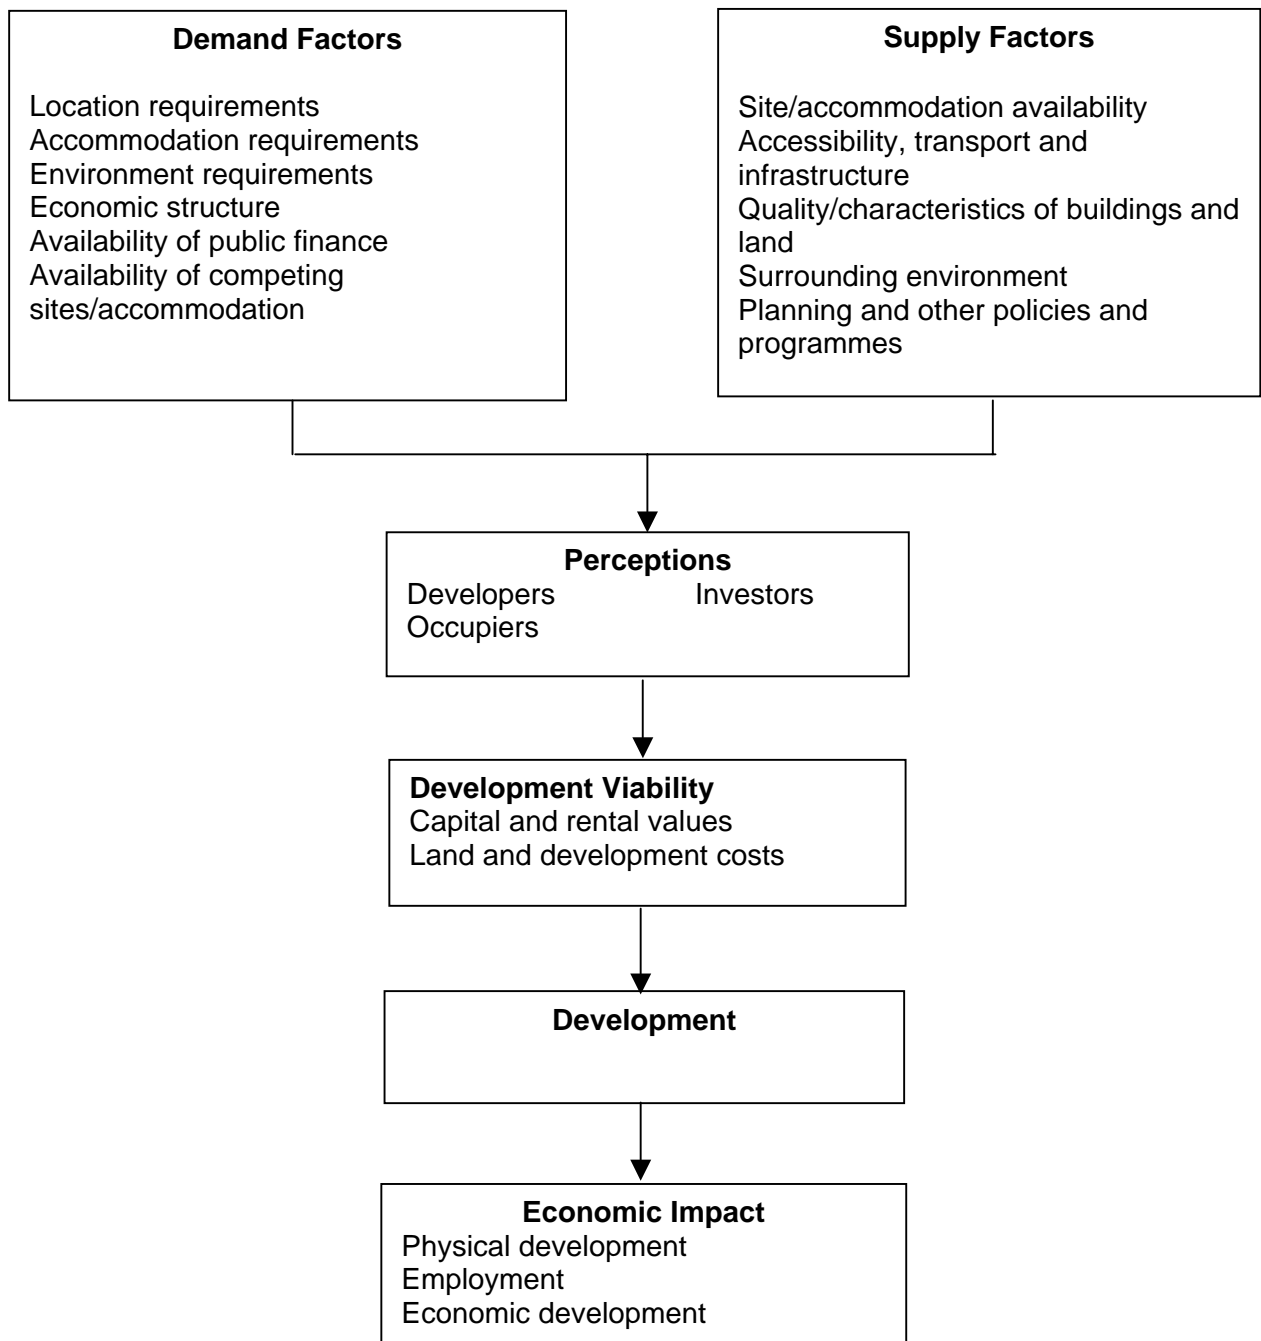 Demand Factors
Location requirements
Accommodation requirements
Environment requirements
Economic structure
Availability of public finance
Availability of competing
sites/accommodation
Supply Factors
Site/accommodation availability
Accessibility, transport and
infrastructure
Quality/characteristics of buildings and
land
Surrounding environment
Planning and other policies and
programmes
Perceptions
Developers Investors
Occupiers
Development Viability
Capital and rental values
Land and development costs
Development
Economic Impact
Physical development
Employment
Economic development